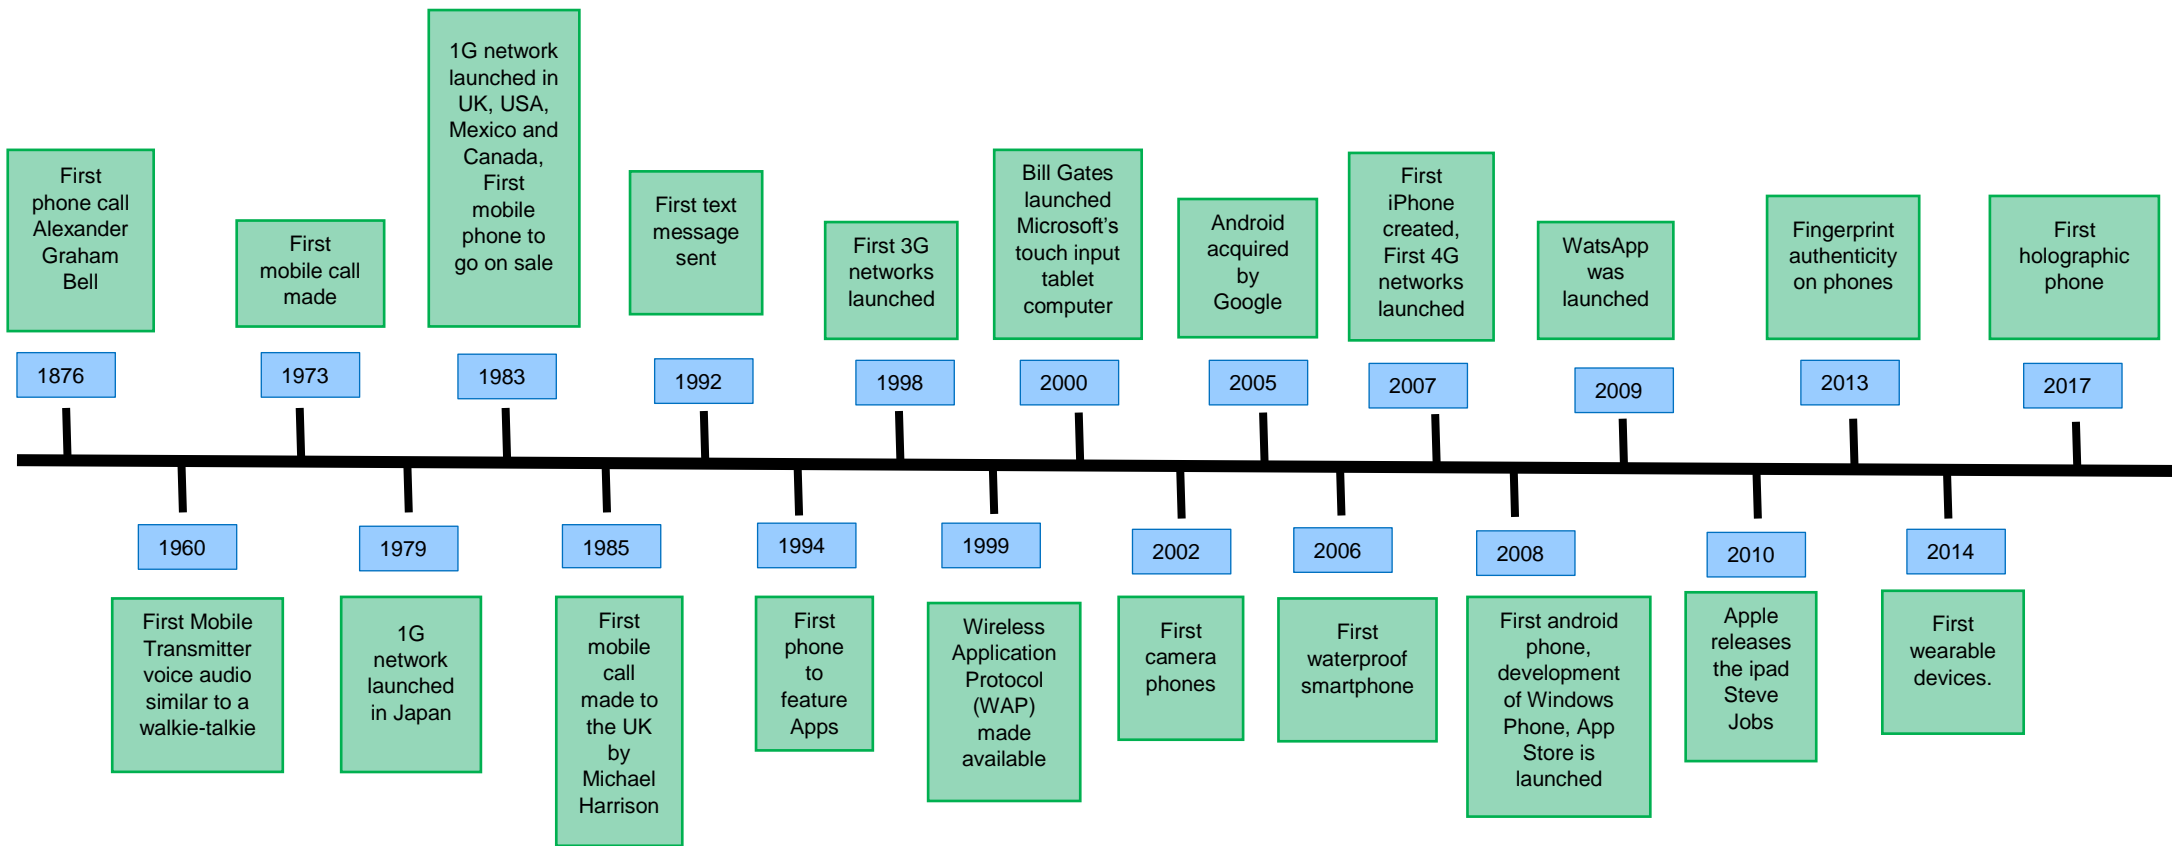 First
phone call
Alexander
Graham
Bell
1876
First Mobile
Transmitter
voice audio
similar to a
walkie-talkie
1960
First
mobile call
made
1973
1G
network
launched
in Japan
1979
1G network
launched in
UK, USA,
Mexico and
Canada,
First
mobile
phone to
go on sale
1983
First
mobile
call
made to
the UK
by
Michael
Harrison
1985
First text
message
sent
1992
First
phone
to
feature
Apps
1994
First 3G
networks
launched
1998
Wireless
Application
Protocol
(WAP)
made
available
1999
Bill Gates
launched
Microsoft’s
touch input
tablet
computer
2000
First
camera
phones
2002
Android
acquired
by
Google
2005
First
waterproof
smartphone
2006
First
iPhone
created,
First 4G
networks
launched
2007
First android
phone,
development
of Windows
Phone, App
Store is
launched
2008
WatsApp
was
launched
2009
Apple
releases
the ipad
Steve
Jobs
2010
Fingerprint
authenticity
on phones
2013
First
wearable
devices.
2014
First
holographic
phone
2017